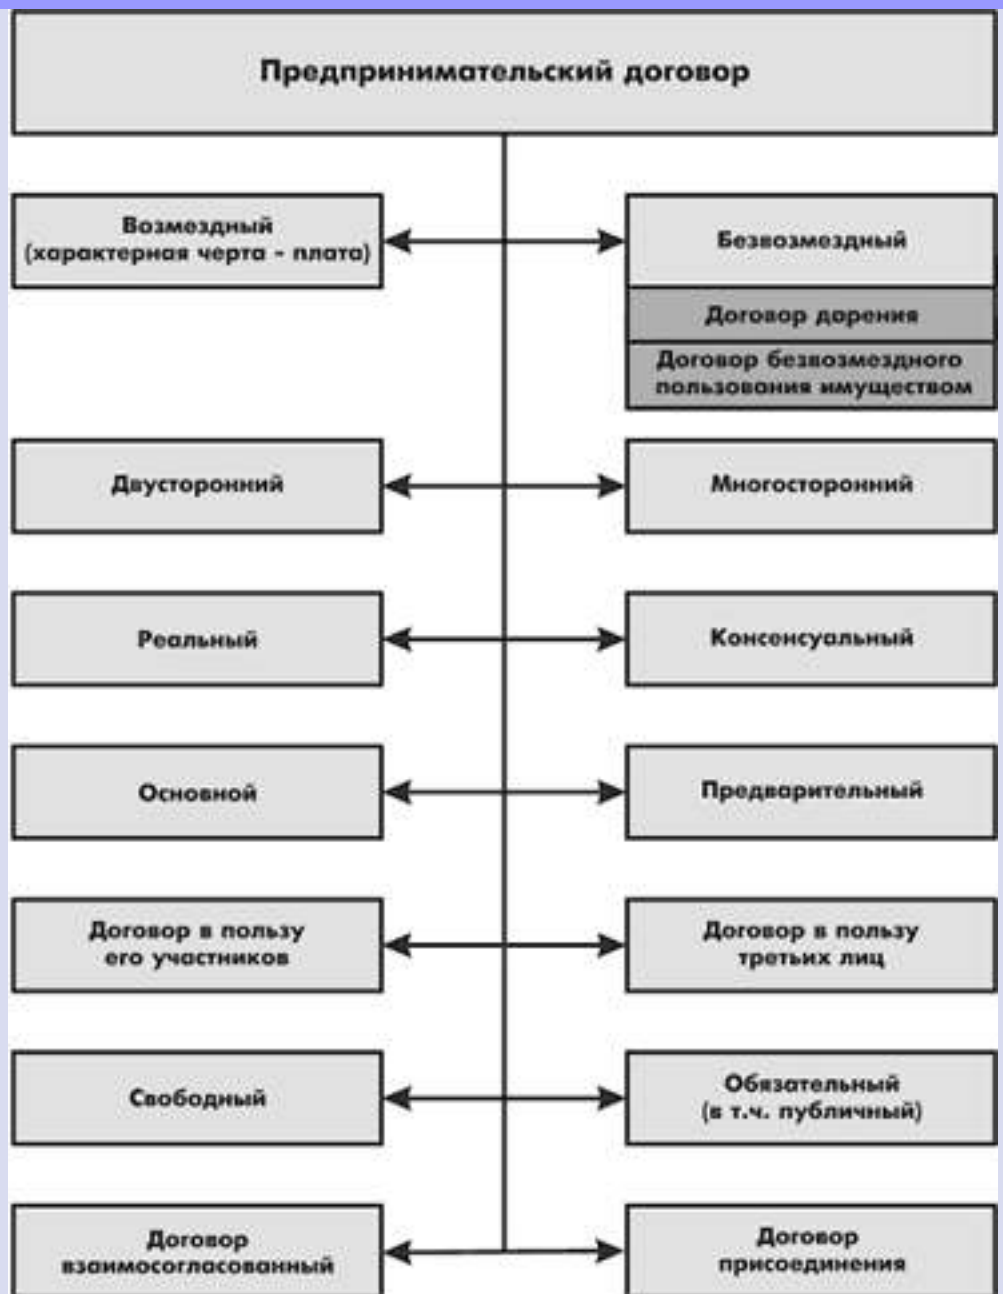 Предпринимательский договор
Возмездный
(характерная черта - плата)
Безвозмездный
Договор дарения
Договор безвозмездного
пользования имуществом
Двусторонний
Многосторонний
Реальный
Консенсуальный
Основной
Предварительный
Договор в пользу
его участников
Договор в пользу
третьих лиц
Свободный
Обязательный
(в т.ч. публичный)
Договор
взаимосогласованный
Договор
присоединения